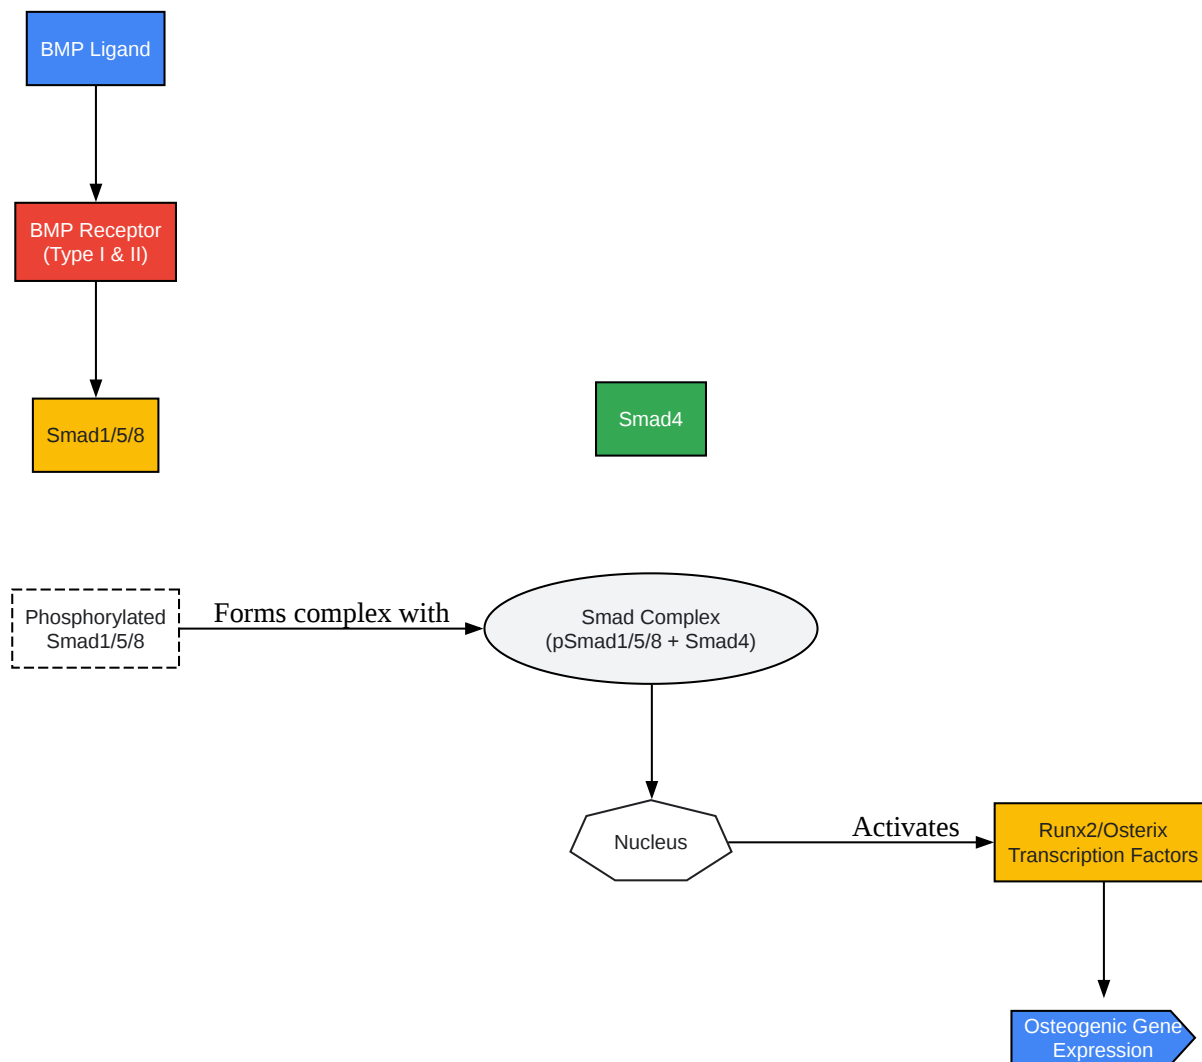 BMP Ligand
BMP Receptor
(Type I & II)
Smad1/5/8
Smad4
Phosphorylated
Smad1/5/8
Forms complex with
Smad Complex
(pSmad1/5/8 + Smad4)
Nucleus
Activates
Runx2/Osterix
Transcription Factors
Osteogenic Gene
Expression